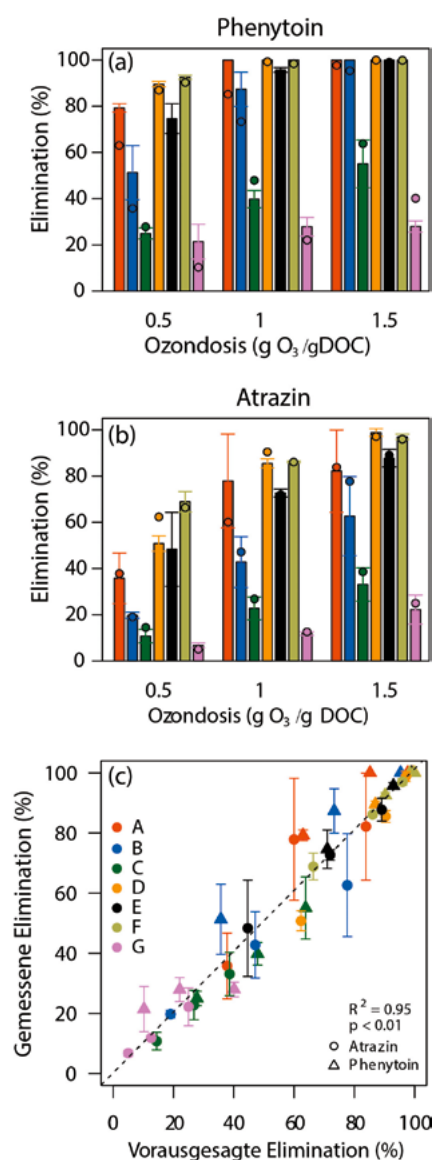 Phenytoin
(a)
100
80
60
40
20
0
Elimination (%)
0.5 1 1.5
Ozondosis (g O₃ /gDOC)
Atrazin
(b)
100
80
60
40
20
0
Elimination (%)
0.5 1 1.5
Ozondosis (g O₃ /g DOC)
(c)
100
80
60
40
20
0
Gemessene Elimination (%)
A
B
C
D
E
F
G
R² = 0.95
p < 0.01
Atrazin
Phenytoin
0 20 40 60 80 100
Vorausgesagte Elimination (%)